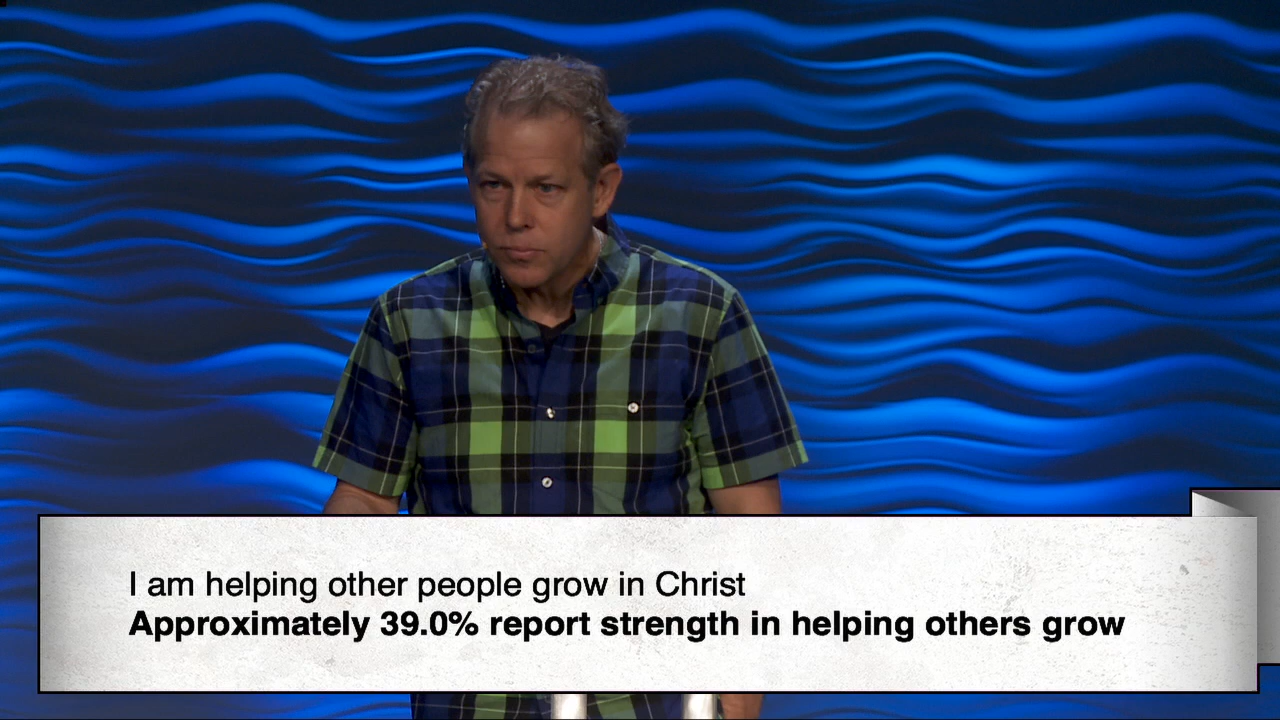 I am helping other people grow in Christ
Approximately 39.0% report strength in helping others grow